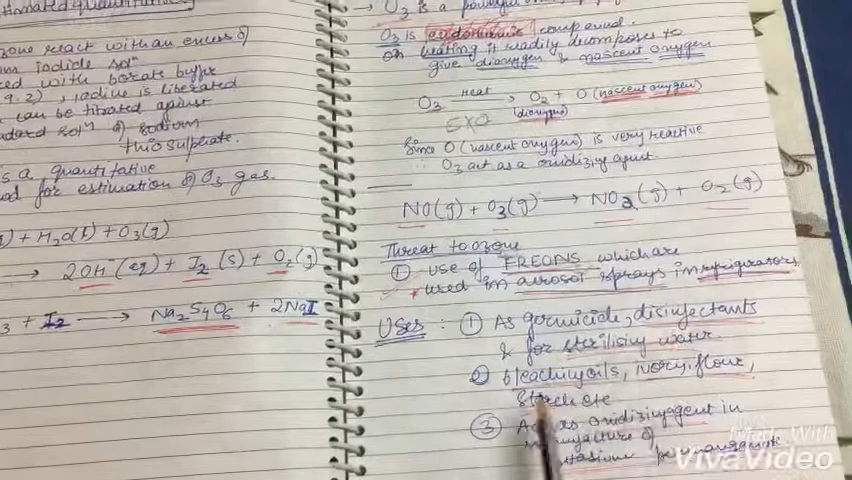 zone react with an excess of
um iodide solⁿ
ed with borate buffer
9.2), iodine is liberated
can be titrated against
ndard solⁿ of sodium
thiosulphate.
s a quantitative
od for estimation of O3 gas.
) + H2O(l) + O3(g)
→ 2OH⁻(aq) + I2(s) + O2(g)
3 + I2 → Na2S4O6 + 2NaI
→ O3 is a powerful
O3 is endothermic compound.
on heating it readily decomposes to
give dioxygen & nascent oxygen
O3 heat → O2 + O (nascent oxygen)
(dioxygen)
EXO
Since O (nascent oxygen) is very reactive
∴ O3 act as a oxidizing agent.
NO(g) + O3(g) → NO2(g) + O2(g)
Threat to ozone
① use of FREONS which are
used in aerosol sprays in refrigerators
Uses : ① As germicide, disinfectants
& for sterilising water.
② bleaching oils, ivory, flour,
Starch etc
③ Act as oxidizing agent in
manufacture of
potassium permanganate.
Made With
VivaVideo